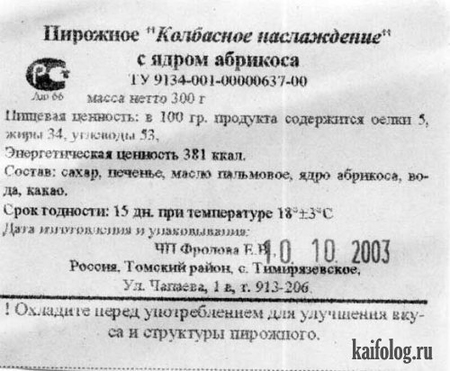 Пирожное "Колбасное наслаждение"
с ядром абрикоса
ТУ 9134-001-00000637-00
РСТ
масса нетто 300 г
Пищевая ценность: в 100 гр. продукта содержится белки 5,
жиры 34, углеводы 53,
Энергетическая ценность 381 ккал.
Состав: сахар, печенье, масло пальмовое, ядро абрикоса, во-
да, какао.
Срок годности: 15 дн. при температуре 18°±3°С
Дата изготовления и упаковывания:
ЧП Фролова Е.В. 10 10 2003
Россия, Томский район, с. Тимирязевское,
Ул. Чапаева, 1 в, т. 913-206.
! Охладите перед употреблением для улучшения вку-
са и структуры пирожного.
kaifolog.ru